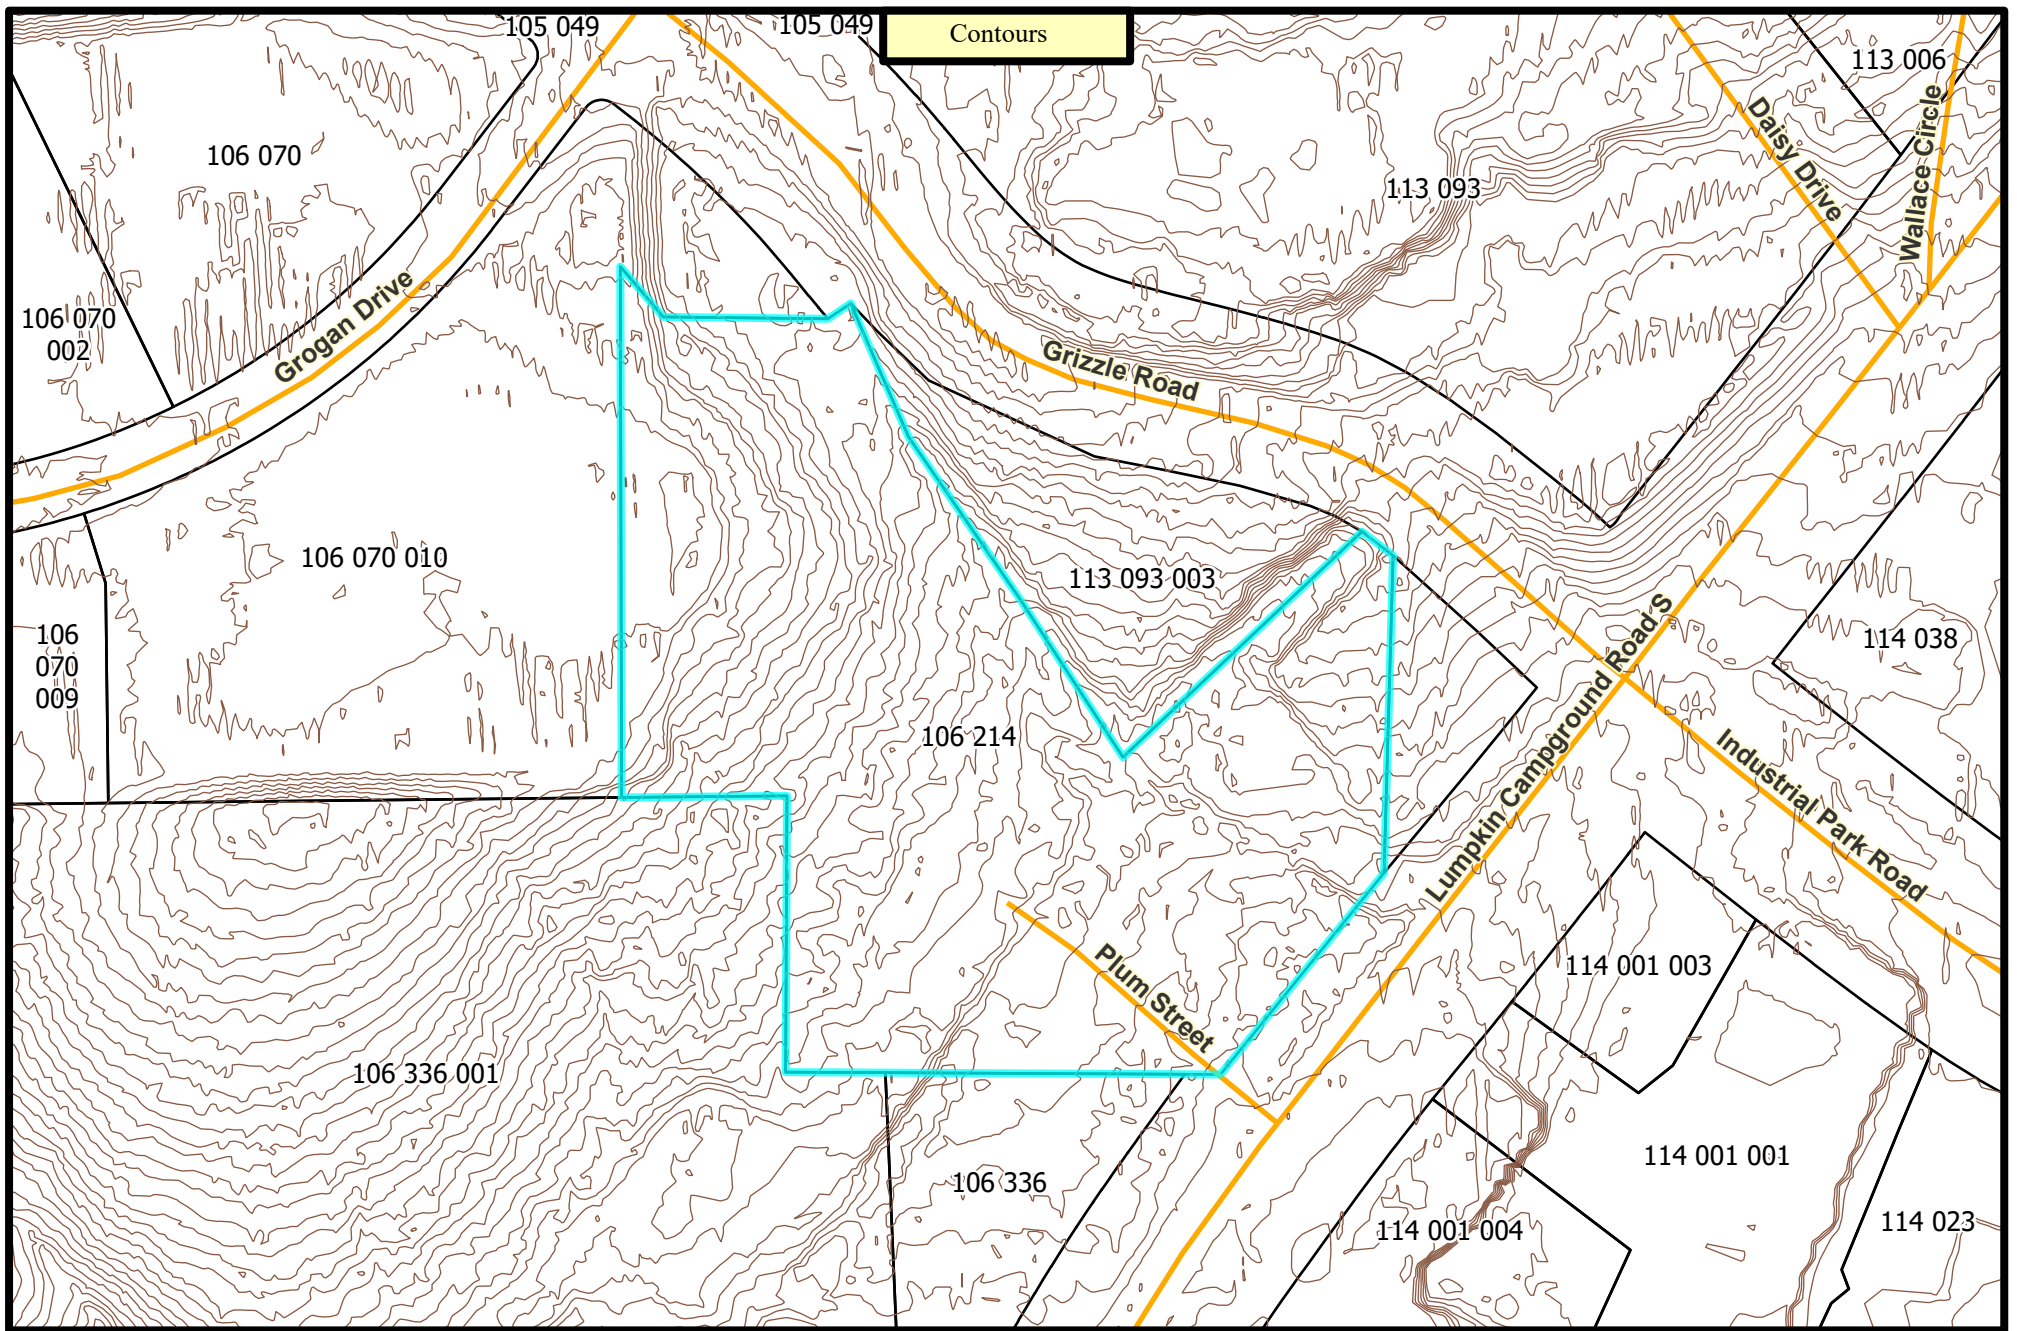 105 049
105 049
Contours
113 006
106 070
Daisy Drive
Wallace Circle
113 093
106 070
002
Grogan Drive
Grizzle Road
106 070 010
113 093 003
106
070
009
114 038
Lumpkin Campground Road S
106 214
Industrial Park Road
Plum Street
114 001 003
106 336 001
114 001 001
106 336
114 001 004
114 023